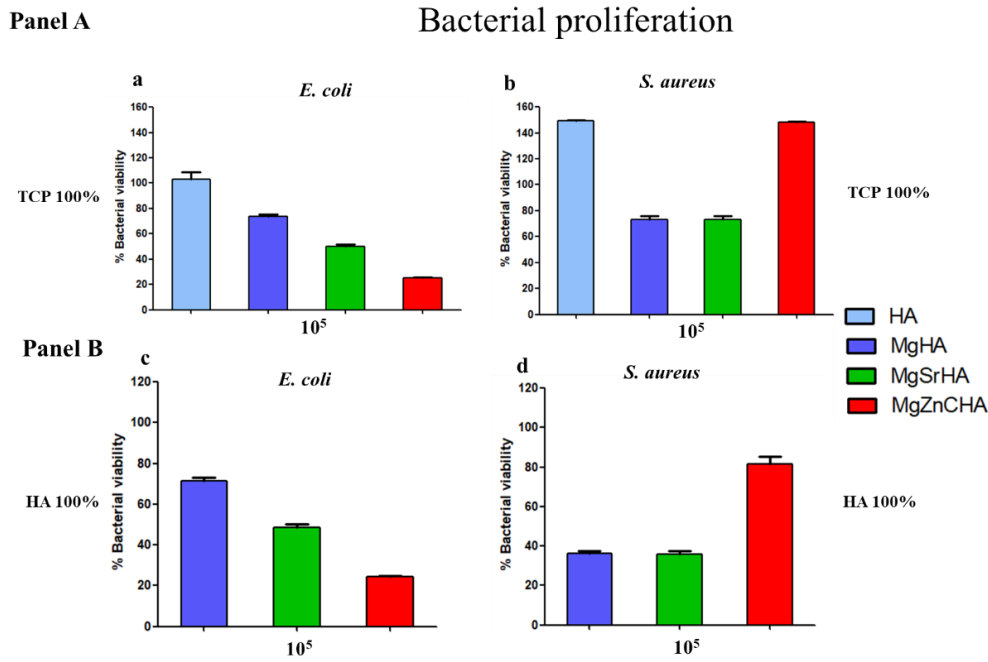 Panel A
Bacterial proliferation
a
E. coli
160
140
120
100
80
60
40
20
0
% Bacterial viability
TCP 100%
10⁵
b
S. aureus
160
140
120
100
80
60
40
20
0
% Bacterial viability
TCP 100%
10⁵
HA
MgHA
MgSrHA
MgZnCHA
Panel B
c
E. coli
120
100
80
60
40
20
0
% Bacterial viability
HA 100%
10⁵
d
S. aureus
120
100
80
60
40
20
0
% Bacterial viability
HA 100%
10⁵